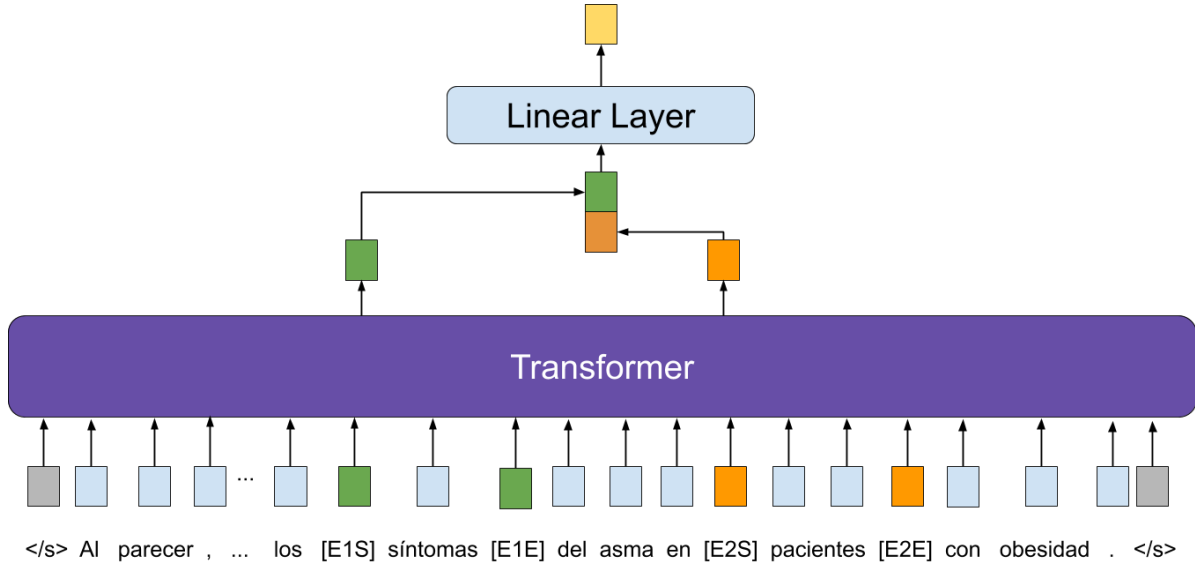 Linear Layer
Transformer
...
</s> Al parecer , ... los [E1S] síntomas [E1E] del asma en [E2S] pacientes [E2E] con obesidad . </s>